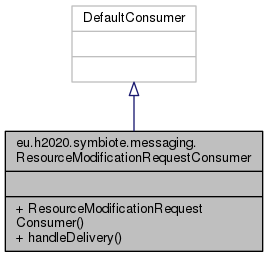 DefaultConsumer
eu.h2020.symbiote.messaging.
ResourceModificationRequestConsumer
+ ResourceModificationRequest
Consumer()
+ handleDelivery()